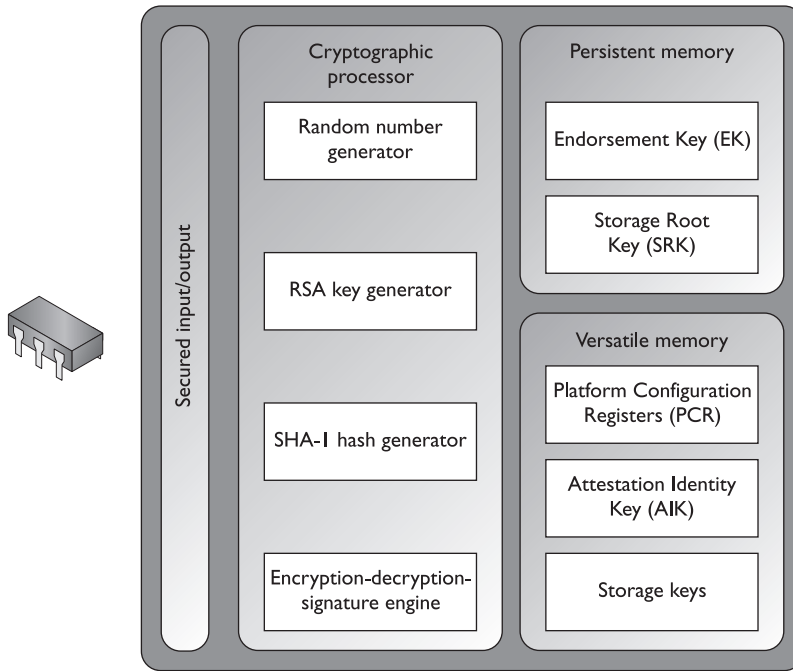 Secured input/output
Cryptographic
processor
Random number
generator
RSA key generator
SHA-1 hash generator
Encryption-decryption-
signature engine
Persistent memory
Endorsement Key (EK)
Storage Root
Key (SRK)
Versatile memory
Platform Configuration
Registers (PCR)
Attestation Identity
Key (AIK)
Storage keys